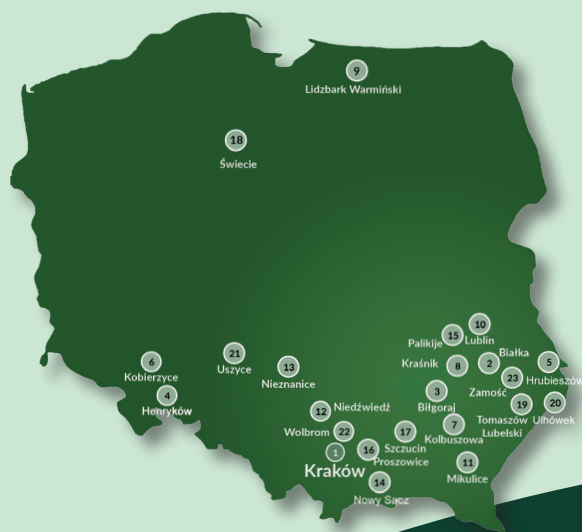 9
Lidzbark Warmiński
18
Świecie
10
Lublin
15
Palikije
6
Kobierzyce
21
Uszyce
13
Nieznanice
8
Kraśnik
2
Białka
5
Hrubieszów
23
Zamość
4
Henryków
3
Biłgoraj
19
Tomaszów
Lubelski
20
Ulhówek
12
Niedźwiedź
22
Wolbrom
17
Szczucin
7
Kolbuszowa
1
Kraków
16
Proszowice
11
Mikulice
14
Nowy Sącz